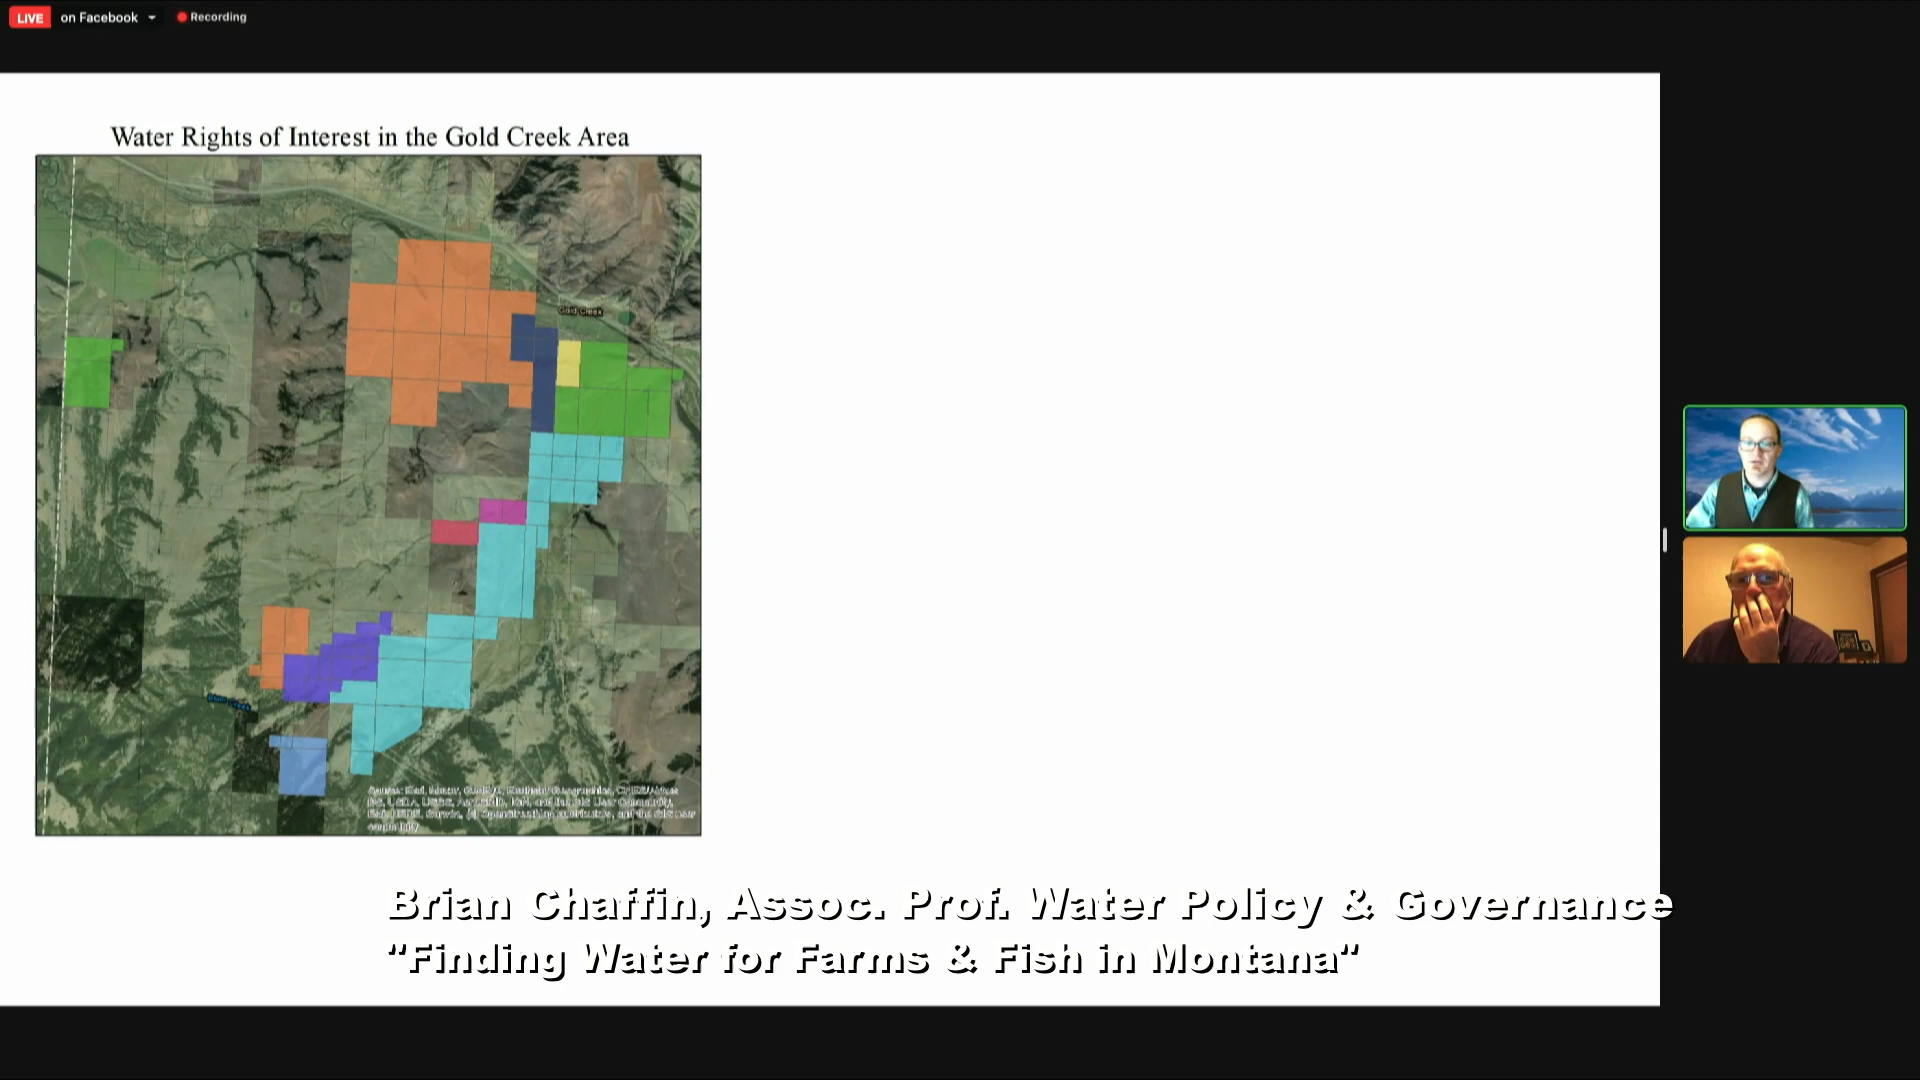 LIVE on Facebook Recording
Water Rights of Interest in the Gold Creek Area
Gold Creek
Brian Chaffin, Assoc. Prof. Water Policy & Governance
"Finding Water for Farms & Fish in Montana"